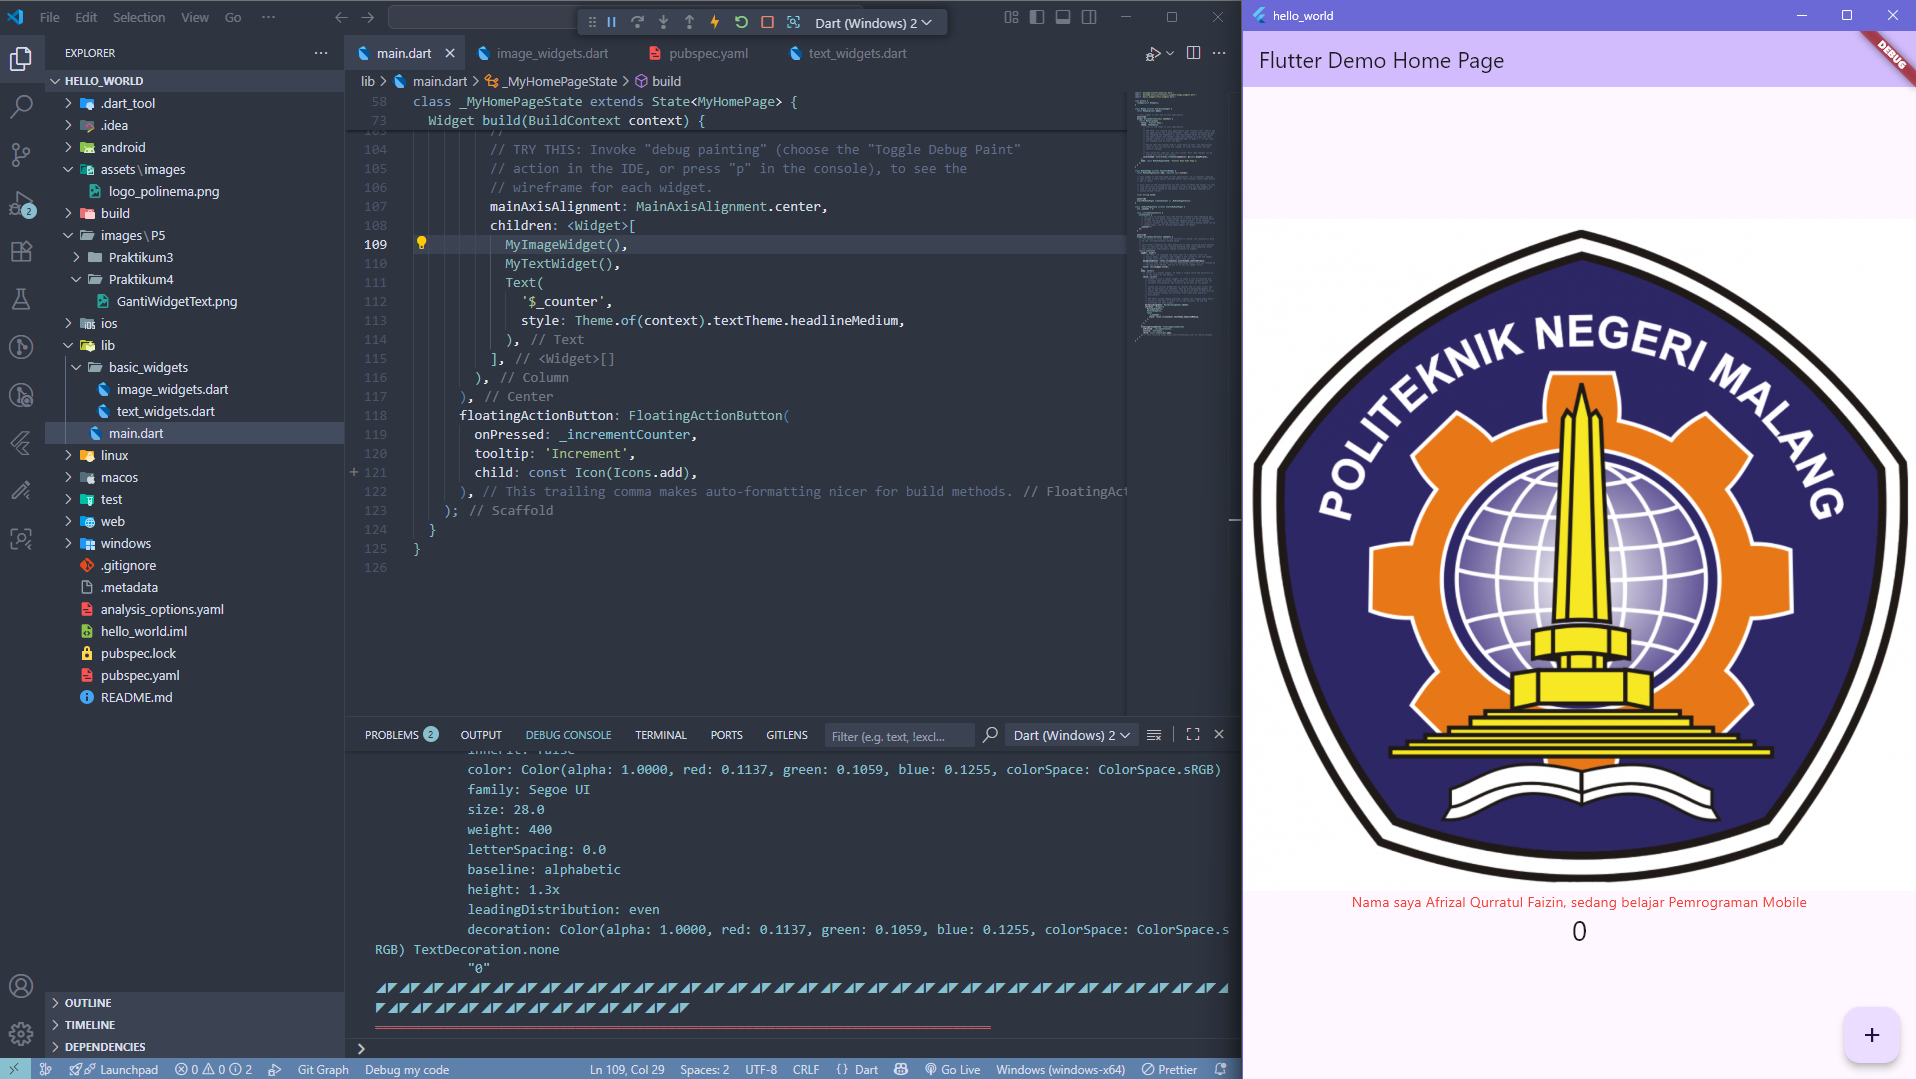 File Edit Selection View Go ···
Dart (Windows) 2
hello_world
Flutter Demo Home Page
DEBUG
EXPLORER
HELLO_WORLD
.dart_tool
.idea
android
assets\images
logo_polinema.png
build
images\P5
Praktikum3
Praktikum4
GantiWidgetText.png
ios
lib
basic_widgets
image_widgets.dart
text_widgets.dart
main.dart
linux
macos
test
web
windows
.gitignore
.metadata
analysis_options.yaml
hello_world.iml
pubspec.lock
pubspec.yaml
README.md
OUTLINE
TIMELINE
DEPENDENCIES
2
main.dart image_widgets.dart pubspec.yaml text_widgets.dart
lib > main.dart > _MyHomePageState > build
58 class _MyHomePageState extends State<MyHomePage> {
73 Widget build(BuildContext context) {
103 //
104 // TRY THIS: Invoke "debug painting" (choose the "Toggle Debug Paint"
105 // action in the IDE, or press "p" in the console), to see the
106 // wireframe for each widget.
107 mainAxisAlignment: MainAxisAlignment.center,
108 children: <Widget>[
109 MyImageWidget(),
110 MyTextWidget(),
111 Text(
112 '$_counter',
113 style: Theme.of(context).textTheme.headlineMedium,
114 ), // Text
115 ], // <Widget>[]
116 ), // Column
117 ), // Center
118 floatingActionButton: FloatingActionButton(
119 onPressed: _incrementCounter,
120 tooltip: 'Increment',
121 child: const Icon(Icons.add),
122 ), // This trailing comma makes auto-formatting nicer for build methods. // FloatingAct
123 ); // Scaffold
124 }
125 }
126
PROBLEMS 2 OUTPUT DEBUG CONSOLE TERMINAL PORTS GITLENS Filter (e.g. text, !excl... Dart (Windows) 2
inherit: false
color: Color(alpha: 1.0000, red: 0.1137, green: 0.1059, blue: 0.1255, colorSpace: ColorSpace.sRGB)
family: Segoe UI
size: 28.0
weight: 400
letterSpacing: 0.0
baseline: alphabetic
height: 1.3x
leadingDistribution: even
decoration: Color(alpha: 1.0000, red: 0.1137, green: 0.1059, blue: 0.1255, colorSpace: ColorSpace.s
RGB) TextDecoration.none
"0"
POLITEKNIK NEGERI MALANG
Nama saya Afrizal Qurratul Faizin, sedang belajar Pemrograman Mobile
0
+
Launchpad 0 0 2 Git Graph Debug my code Ln 109, Col 29 Spaces: 2 UTF-8 CRLF {} Dart Go Live Windows (windows-x64) Prettier